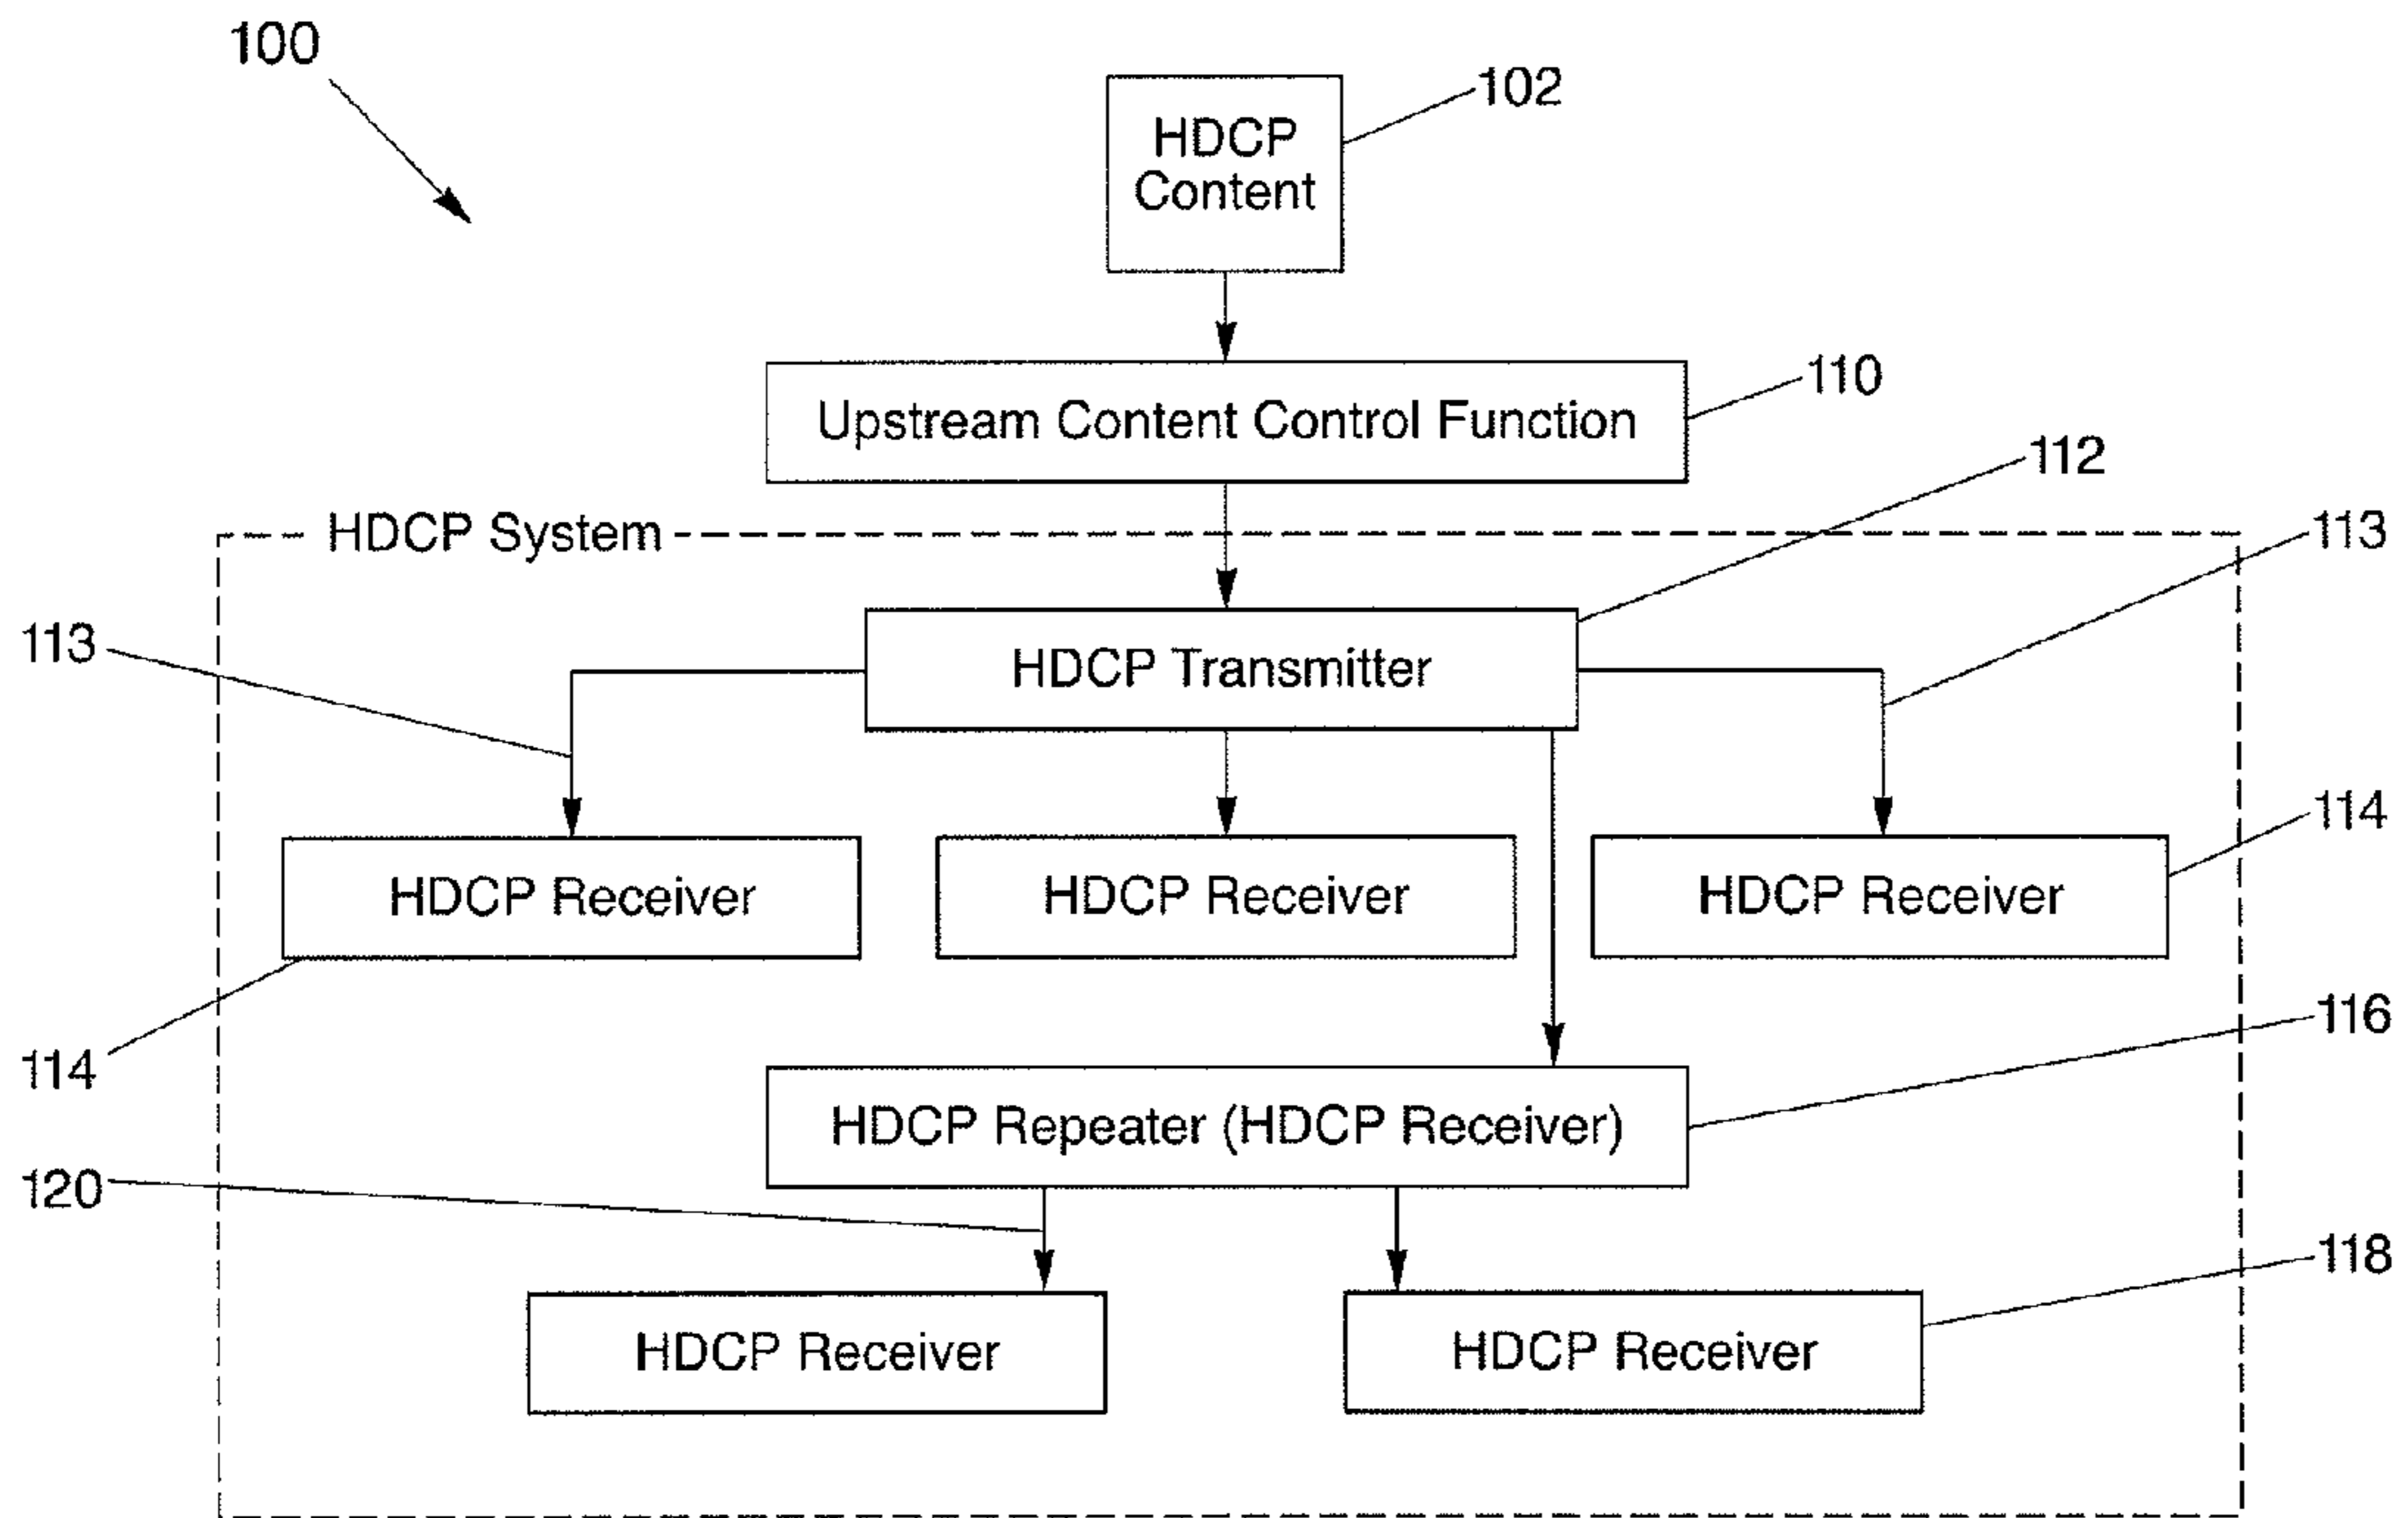 100
102
HDCP
Content
110
Upstream Content Control Function
112
HDCP System
113
113
HDCP Transmitter
114
HDCP Receiver
HDCP Receiver
HDCP Receiver
116
114
HDCP Repeater (HDCP Receiver)
120
118
HDCP Receiver
HDCP Receiver